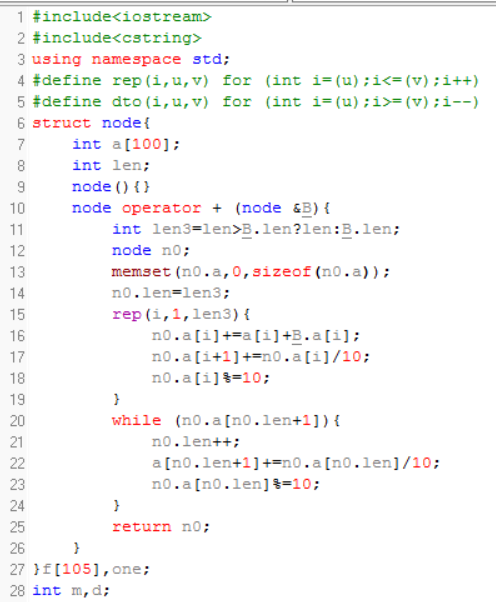 1 #include<iostream>
2 #include<cstring>
3 using namespace std;
4 #define rep(i,u,v) for (int i=(u);i<=(v);i++)
5 #define dto(i,u,v) for (int i=(u);i>=(v);i--)
6 struct node{
7     int a[100];
8     int len;
9     node(){}
10     node operator + (node &B){
11         int len3=len>B.len?len:B.len;
12         node n0;
13         memset(n0.a,0,sizeof(n0.a));
14         n0.len=len3;
15         rep(i,1,len3){
16             n0.a[i]+=a[i]+B.a[i];
17             n0.a[i+1]+=n0.a[i]/10;
18             n0.a[i]%=10;
19         }
20         while (n0.a[n0.len+1]){
21             n0.len++;
22             a[n0.len+1]+=n0.a[n0.len]/10;
23             n0.a[n0.len]%=10;
24         }
25         return n0;
26     }
27 }f[105],one;
28 int m,d;